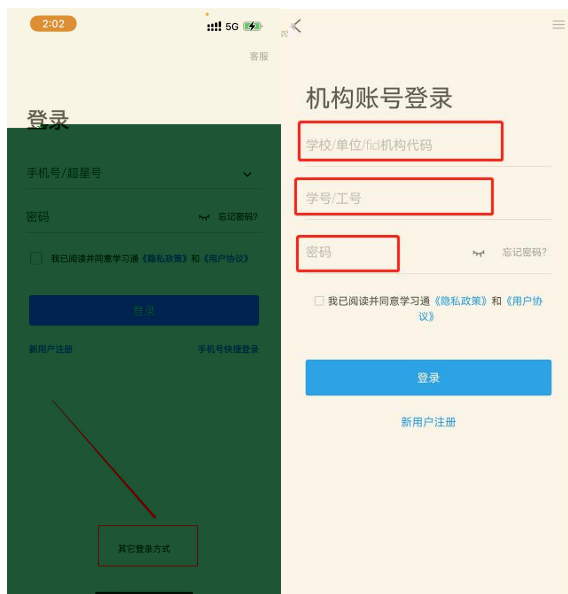 2:02
5G
客服
登录
手机号/超星号
密码
忘记密码?
我已阅读并同意学习通《隐私政策》和《用户协议》
登录
新用户注册
手机号快捷登录
其它登录方式
机构账号登录
学校/单位/fid机构代码
学号/工号
密码
忘记密码?
我已阅读并同意学习通《隐私政策》和《用户协
议》
登录
新用户注册